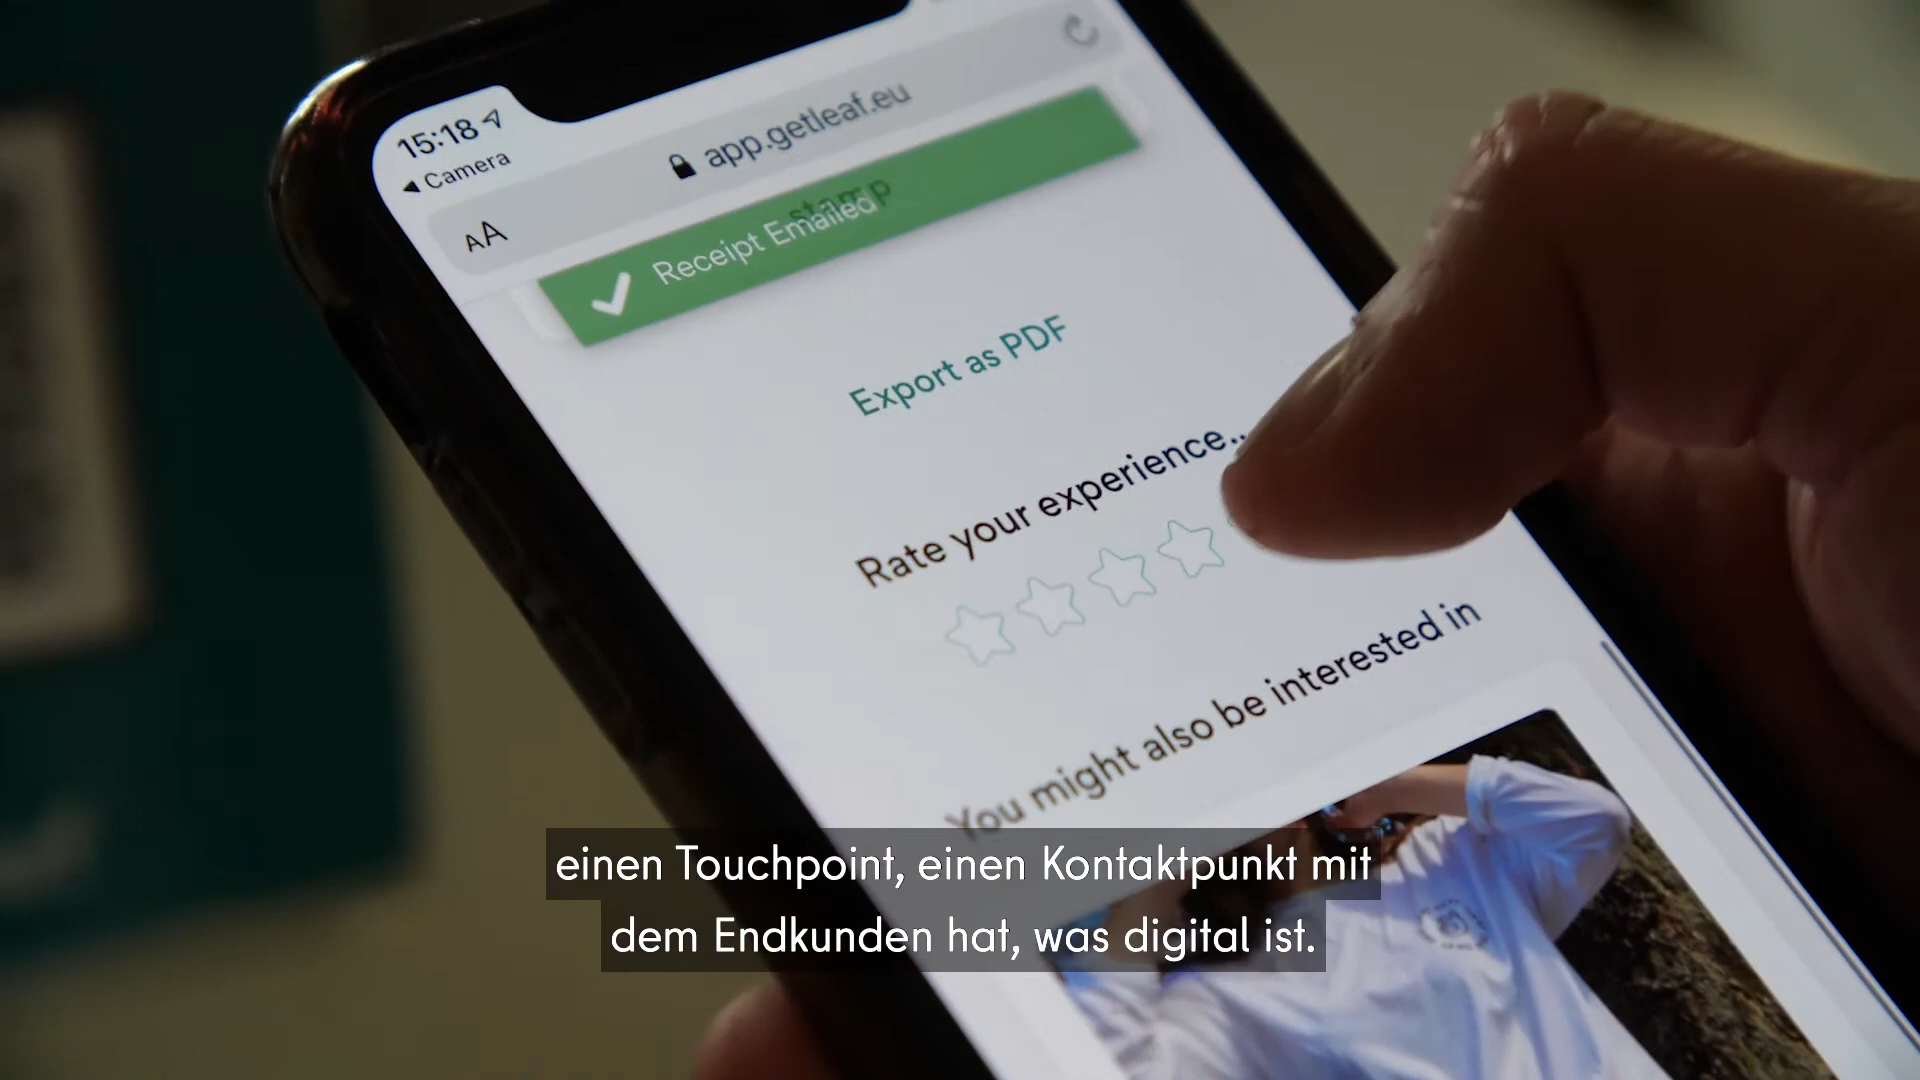 15:18
Camera
AA
app.getleaf.eu
stamp
Receipt Emailed
Export as PDF
Rate your experience...
You might also be interested in
einen Touchpoint, einen Kontaktpunkt mit
dem Endkunden hat, was digital ist.